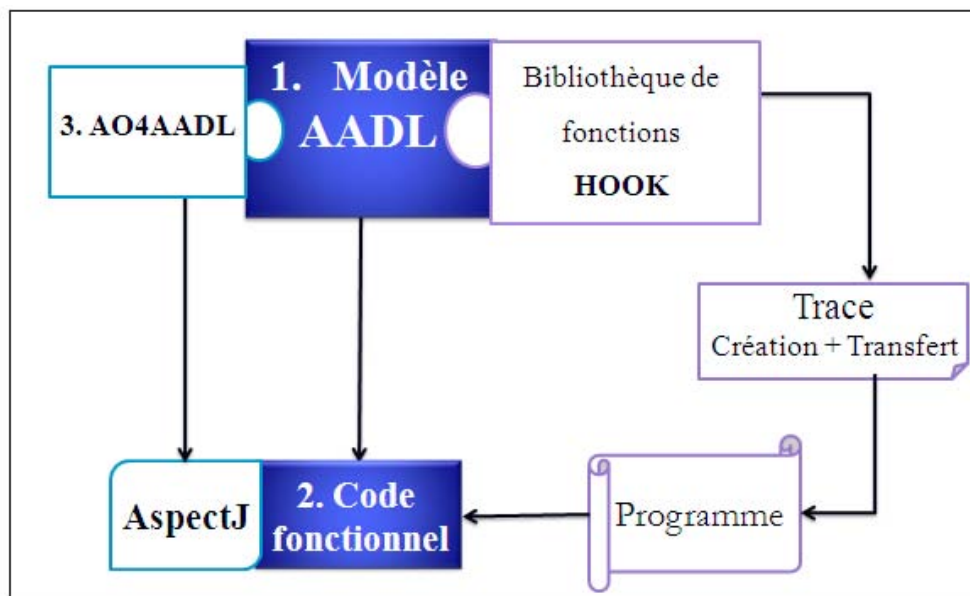 3. AO4AADL
1. Modèle
AADL
Bibliothèque de
fonctions
HOOK
Trace
Création + Transfert
AspectJ
2. Code
fonctionnel
Programme